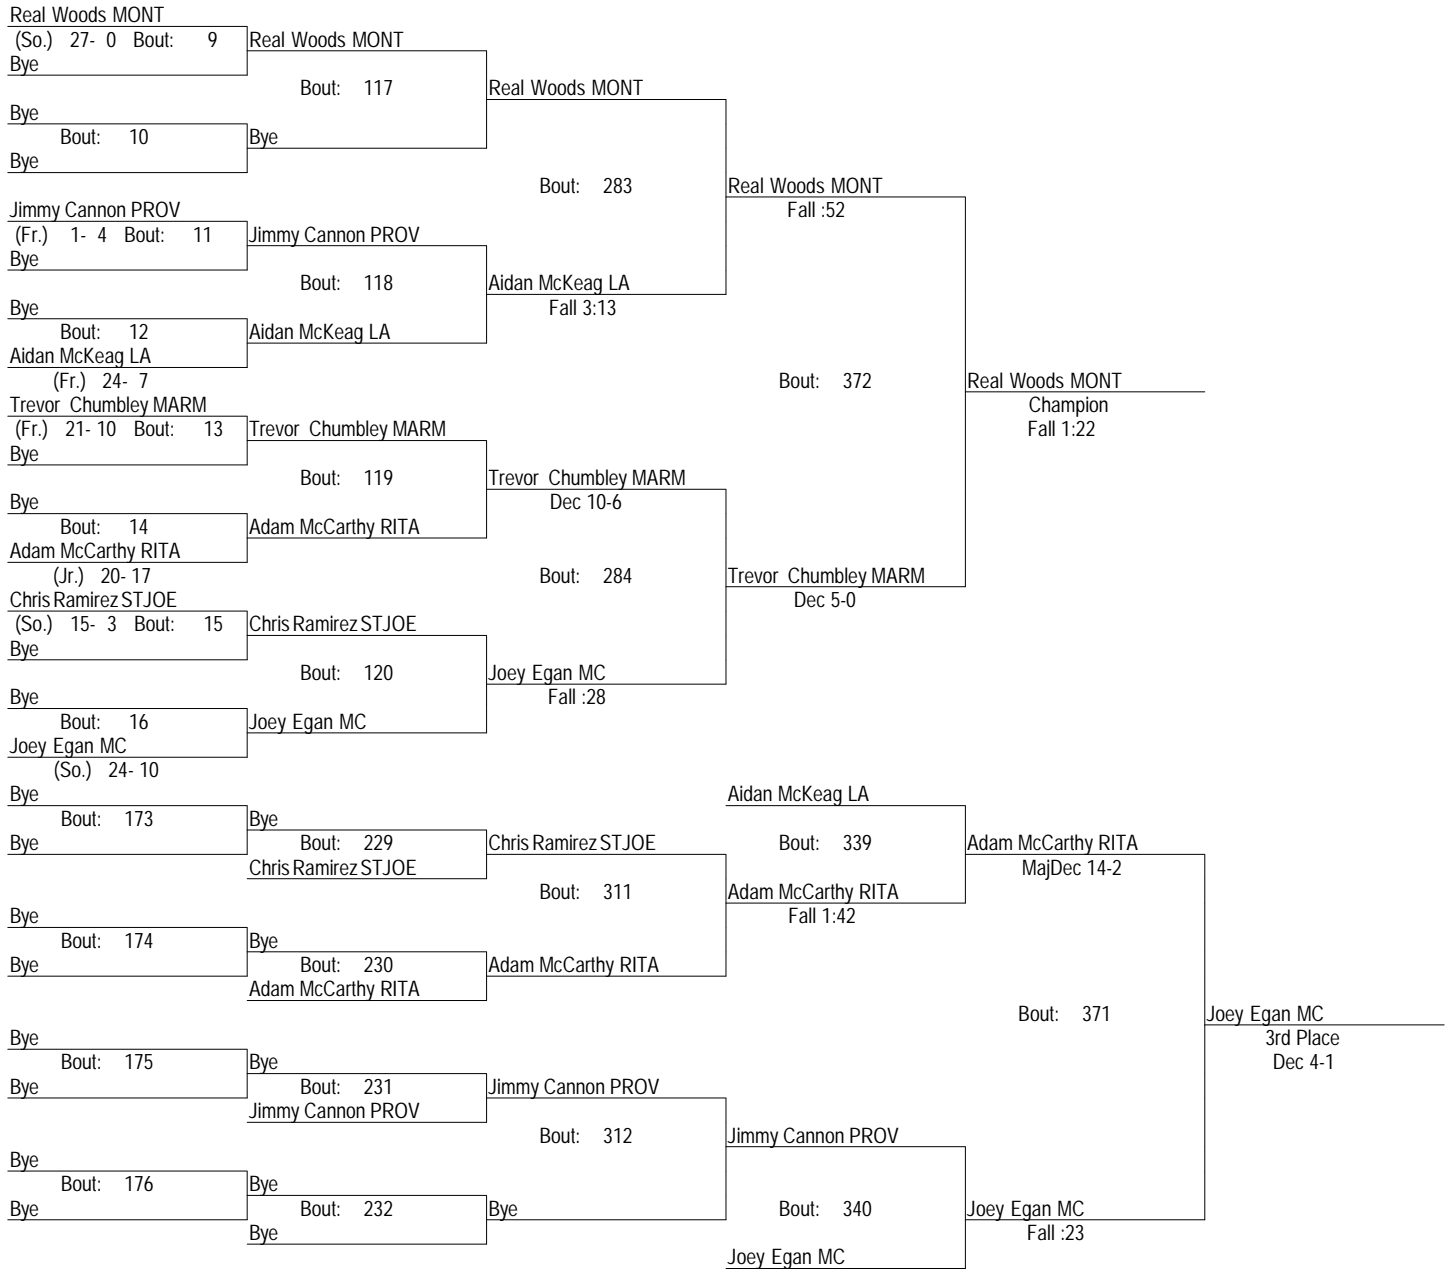 Real Woods MONT
(So.) 27- 0 Bout: 9 Real Woods MONT
Bye
Bout: 117 Real Woods MONT
Bye
Bout: 10 Bye
Bye
Bout: 283 Real Woods MONT
Fall :52
Jimmy Cannon PROV
(Fr.) 1- 4 Bout: 11 Jimmy Cannon PROV
Bye
Bout: 118 Aidan McKeag LA
Bye Fall 3:13
Bout: 12 Aidan McKeag LA
Aidan McKeag LA
(Fr.) 24- 7 Bout: 372 Real Woods MONT
Trevor Chumbley MARM Champion
(Fr.) 21- 10 Bout: 13 Trevor Chumbley MARM Fall 1:22
Bye
Bout: 119 Trevor Chumbley MARM
Bye Dec 10-6
Bout: 14 Adam McCarthy RITA
Adam McCarthy RITA
(Jr.) 20- 17 Bout: 284 Trevor Chumbley MARM
Chris Ramirez STJOE Dec 5-0
(So.) 15- 3 Bout: 15 Chris Ramirez STJOE
Bye
Bout: 120 Joey Egan MC
Bye Fall :28
Bout: 16 Joey Egan MC
Joey Egan MC
(So.) 24- 10
Bye Aidan McKeag LA
Bout: 173 Bye
Bye Bout: 229 Chris Ramirez STJOE Bout: 339 Adam McCarthy RITA
Chris Ramirez STJOE MajDec 14-2
Bout: 311 Adam McCarthy RITA
Bye Fall 1:42
Bout: 174 Bye
Bye Bout: 230 Adam McCarthy RITA
Adam McCarthy RITA
Bout: 371 Joey Egan MC
Bye 3rd Place
Bout: 175 Bye Dec 4-1
Bye Bout: 231 Jimmy Cannon PROV
Jimmy Cannon PROV
Bout: 312 Jimmy Cannon PROV
Bye
Bout: 176 Bye
Bye Bout: 232 Bye Bout: 340 Joey Egan MC
Bye Fall :23
Joey Egan MC